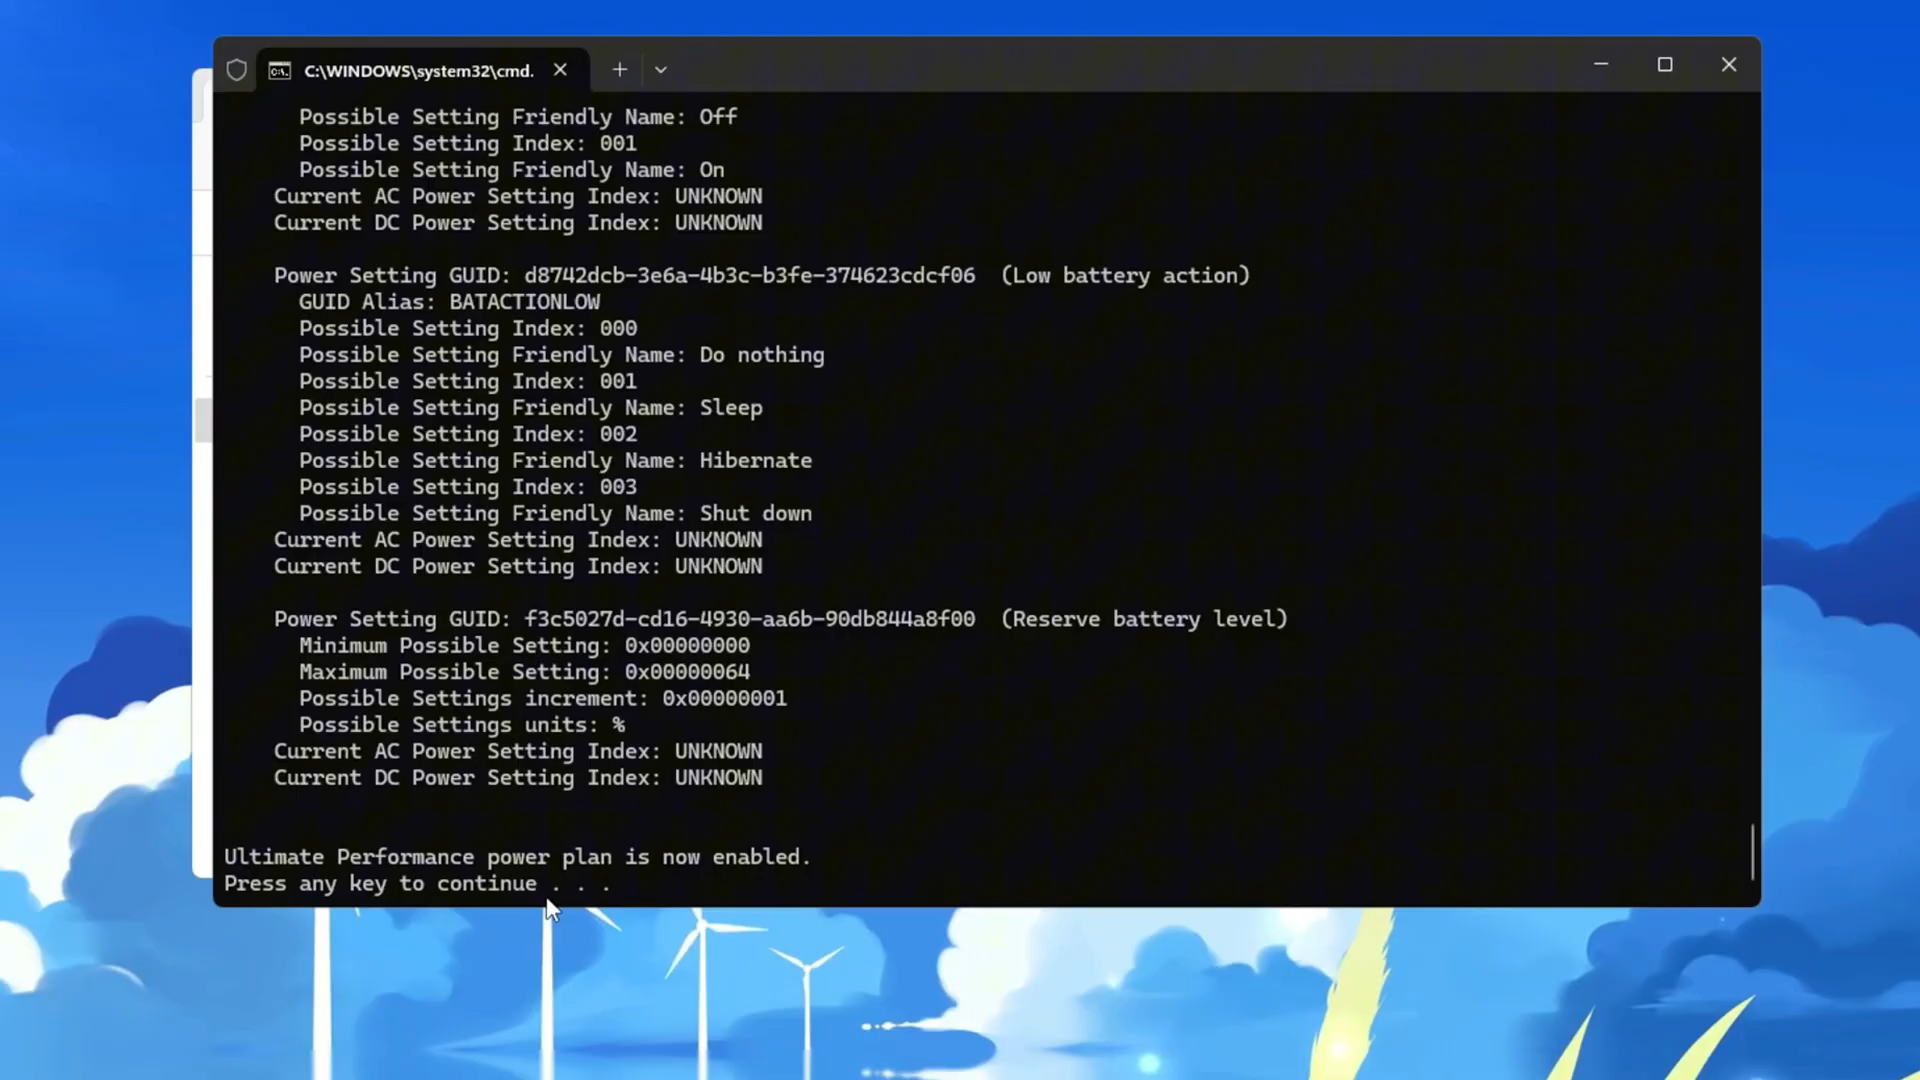 C:\WINDOWS\system32\cmd.
Possible Setting Friendly Name: Off
Possible Setting Index: 001
Possible Setting Friendly Name: On
Current AC Power Setting Index: UNKNOWN
Current DC Power Setting Index: UNKNOWN
Power Setting GUID: d8742dcb-3e6a-4b3c-b3fe-374623cdcf06 (Low battery action)
GUID Alias: BATACTIONLOW
Possible Setting Index: 000
Possible Setting Friendly Name: Do nothing
Possible Setting Index: 001
Possible Setting Friendly Name: Sleep
Possible Setting Index: 002
Possible Setting Friendly Name: Hibernate
Possible Setting Index: 003
Possible Setting Friendly Name: Shut down
Current AC Power Setting Index: UNKNOWN
Current DC Power Setting Index: UNKNOWN
Power Setting GUID: f3c5027d-cd16-4930-aa6b-90db844a8f00 (Reserve battery level)
Minimum Possible Setting: 0x00000000
Maximum Possible Setting: 0x00000064
Possible Settings increment: 0x00000001
Possible Settings units: %
Current AC Power Setting Index: UNKNOWN
Current DC Power Setting Index: UNKNOWN
Ultimate Performance power plan is now enabled.
Press any key to continue . . .